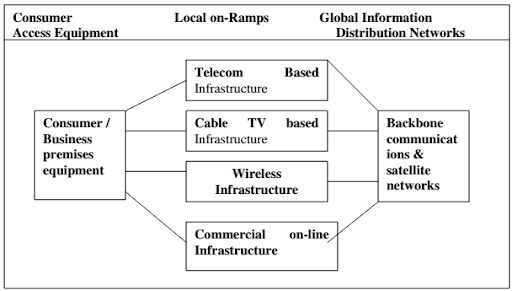 Consumer Access Equipment
Local on-Ramps
Global Information Distribution Networks
Telecom Based
Infrastructure
Cable TV based
Infrastructure
Wireless
Infrastructure
Commercial on-line
Infrastructure
Consumer /
Business
premises
equipment
Backbone
communicat
ions &
satellite
networks